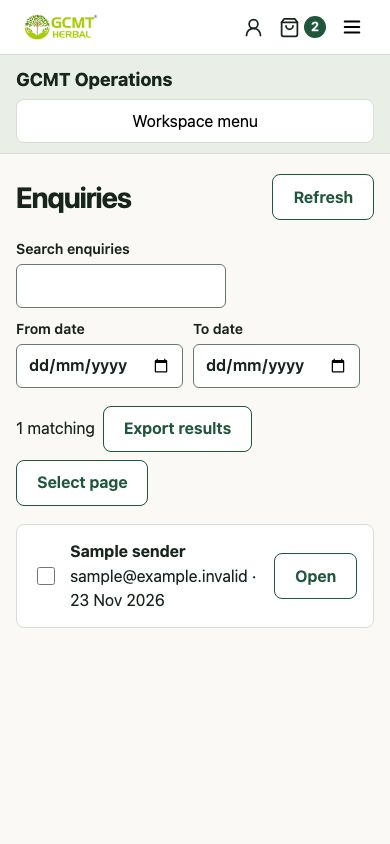 GCMT
HERBAL
2
GCMT Operations
Workspace menu
Enquiries
Refresh
Search enquiries
From date
To date
dd/mm/yyyy
dd/mm/yyyy
1 matching
Export results
Select page
Sample sender
sample@example.invalid ·
23 Nov 2026
Open